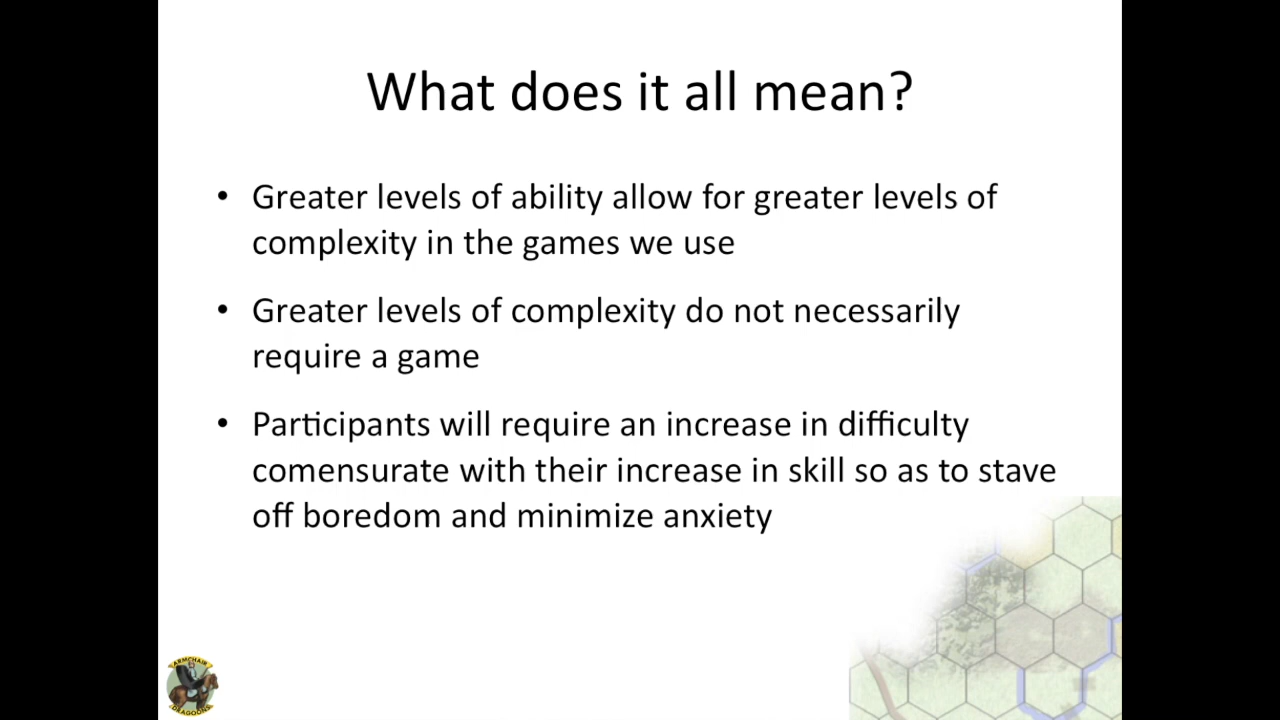 What does it all mean?
• Greater levels of ability allow for greater levels of
complexity in the games we use
• Greater levels of complexity do not necessarily
require a game
• Participants will require an increase in difficulty
comensurate with their increase in skill so as to stave
off boredom and minimize anxiety
ARMCHAIR
DRAGOONS